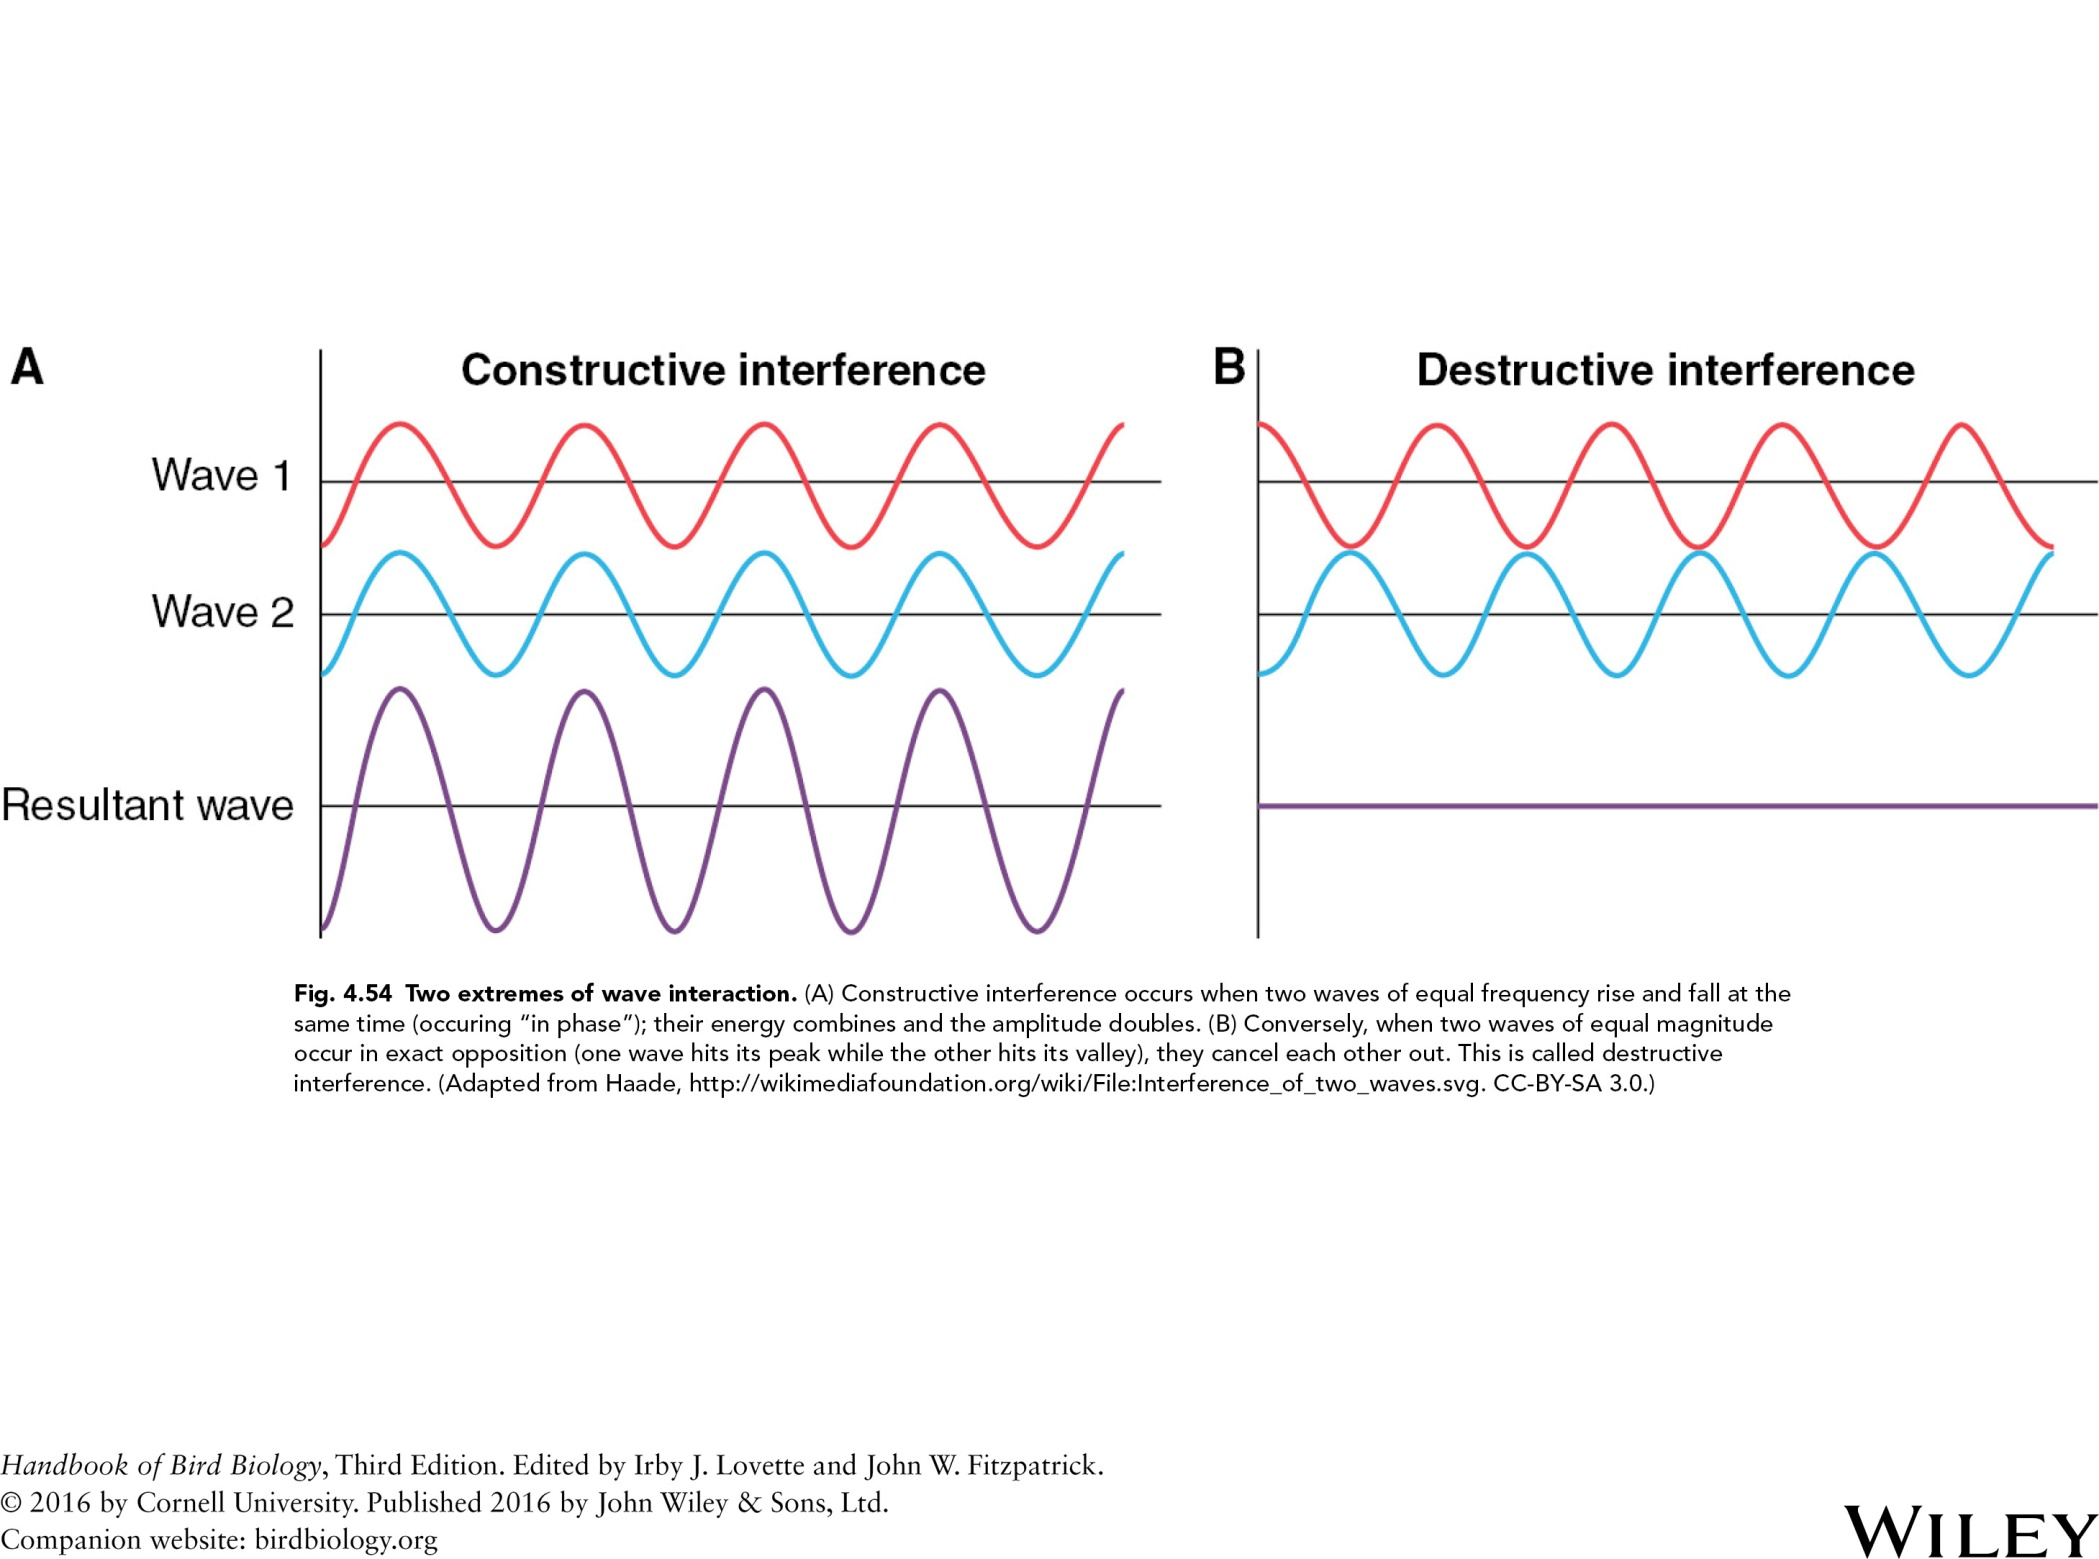 A
Constructive interference
B
Destructive interference
Wave 1
Wave 2
Resultant wave
Fig. 4.54 Two extremes of wave interaction. (A) Constructive interference occurs when two waves of equal frequency rise and fall at the
same time (occuring “in phase”); their energy combines and the amplitude doubles. (B) Conversely, when two waves of equal magnitude
occur in exact opposition (one wave hits its peak while the other hits its valley), they cancel each other out. This is called destructive
interference. (Adapted from Haade, http://wikimediafoundation.org/wiki/File:Interference_of_two_waves.svg. CC-BY-SA 3.0.)
Handbook of Bird Biology, Third Edition. Edited by Irby J. Lovette and John W. Fitzpatrick.
© 2016 by Cornell University. Published 2016 by John Wiley & Sons, Ltd.
Companion website: birdbiology.org
WILEY